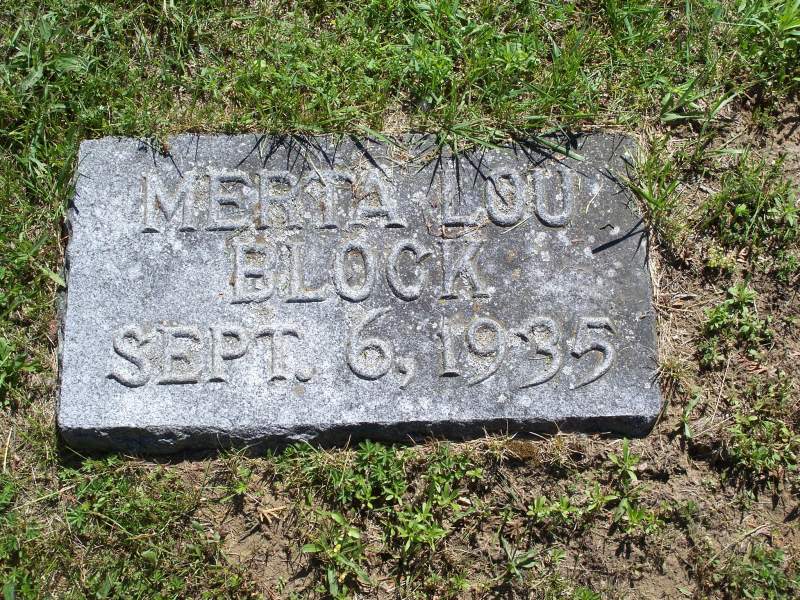 MERTA LOU
BLOCK
SEPT. 6, 1935